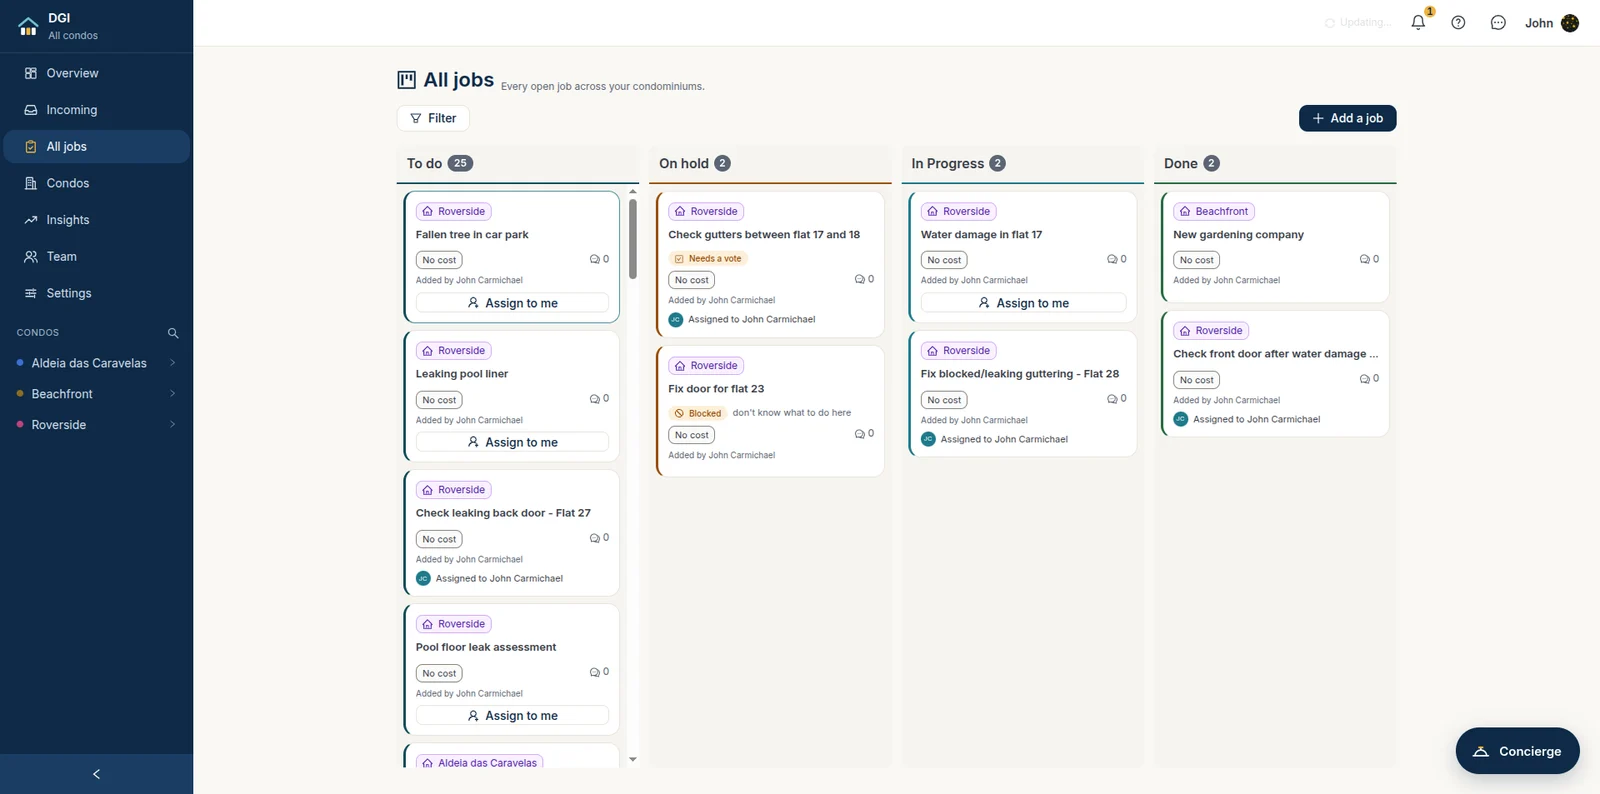 DGI
All condos
Updating...
1
John
Overview
Incoming
All jobs
Condos
Insights
Team
Settings
CONDOS
Aldeia das Caravelas
Beachfront
Roverside
All jobs
Every open job across your condominiums.
Filter
Add a job
To do 25
Roverside
Fallen tree in car park
No cost
0
Added by John Carmichael
Assign to me
Roverside
Leaking pool liner
No cost
0
Added by John Carmichael
Assign to me
Roverside
Check leaking back door - Flat 27
No cost
0
Added by John Carmichael
JC Assigned to John Carmichael
Roverside
Pool floor leak assessment
No cost
0
Added by John Carmichael
Assign to me
Aldeia das Caravelas
On hold 2
Roverside
Check gutters between flat 17 and 18
Needs a vote
No cost
0
Added by John Carmichael
JC Assigned to John Carmichael
Roverside
Fix door for flat 23
Blocked don't know what to do here
No cost
0
Added by John Carmichael
In Progress 2
Roverside
Water damage in flat 17
No cost
0
Added by John Carmichael
Assign to me
Roverside
Fix blocked/leaking guttering - Flat 28
No cost
0
Added by John Carmichael
JC Assigned to John Carmichael
Done 2
Beachfront
New gardening company
No cost
0
Added by John Carmichael
Roverside
Check front door after water damage ...
No cost
0
Added by John Carmichael
JC Assigned to John Carmichael
Concierge